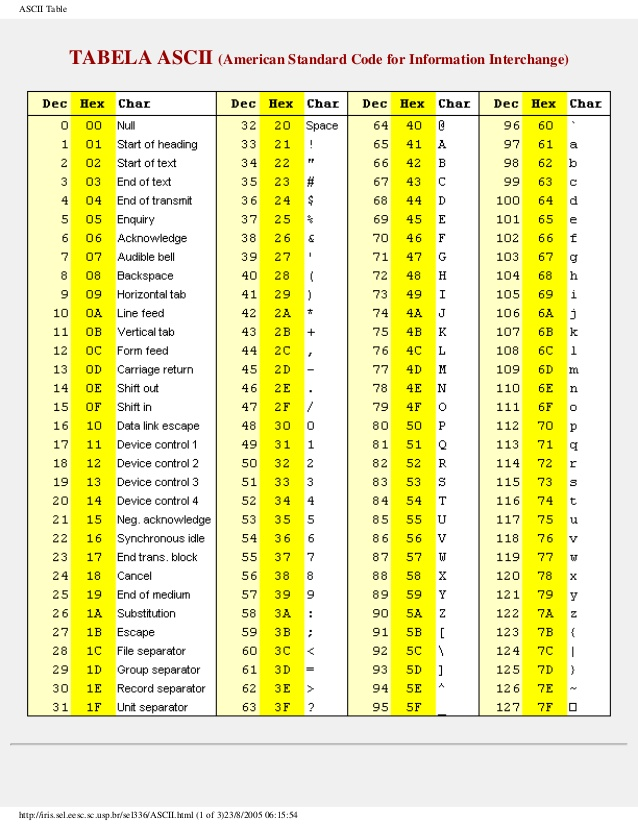 ASCII Table
TABELA ASCII (American Standard Code for Information Interchange)
Dec Hex Char Dec Hex Char Dec Hex Char Dec Hex Char
0 00 Null 32 20 Space 64 40 @ 96 60 `
1 01 Start of heading 33 21 ! 65 41 A 97 61 a
2 02 Start of text 34 22 " 66 42 B 98 62 b
3 03 End of text 35 23 # 67 43 C 99 63 c
4 04 End of transmit 36 24 $ 68 44 D 100 64 d
5 05 Enquiry 37 25 % 69 45 E 101 65 e
6 06 Acknowledge 38 26 & 70 46 F 102 66 f
7 07 Audible bell 39 27 ' 71 47 G 103 67 g
8 08 Backspace 40 28 ( 72 48 H 104 68 h
9 09 Horizontal tab 41 29 ) 73 49 I 105 69 i
10 0A Line feed 42 2A * 74 4A J 106 6A j
11 0B Vertical tab 43 2B + 75 4B K 107 6B k
12 0C Form feed 44 2C , 76 4C L 108 6C l
13 0D Carriage return 45 2D - 77 4D M 109 6D m
14 0E Shift out 46 2E . 78 4E N 110 6E n
15 0F Shift in 47 2F / 79 4F O 111 6F o
16 10 Data link escape 48 30 0 80 50 P 112 70 p
17 11 Device control 1 49 31 1 81 51 Q 113 71 q
18 12 Device control 2 50 32 2 82 52 R 114 72 r
19 13 Device control 3 51 33 3 83 53 S 115 73 s
20 14 Device control 4 52 34 4 84 54 T 116 74 t
21 15 Neg. acknowledge 53 35 5 85 55 U 117 75 u
22 16 Synchronous idle 54 36 6 86 56 V 118 76 v
23 17 End trans. block 55 37 7 87 57 W 119 77 w
24 18 Cancel 56 38 8 88 58 X 120 78 x
25 19 End of medium 57 39 9 89 59 Y 121 79 y
26 1A Substitution 58 3A : 90 5A Z 122 7A z
27 1B Escape 59 3B ; 91 5B [ 123 7B {
28 1C File separator 60 3C < 92 5C \ 124 7C |
29 1D Group separator 61 3D = 93 5D ] 125 7D }
30 1E Record separator 62 3E > 94 5E ^ 126 7E ~
31 1F Unit separator 63 3F ? 95 5F _ 127 7F □
http://iris.sel.eesc.sc.usp.br/sel336/ASCII.html (1 of 3)23/8/2005 06:15:54